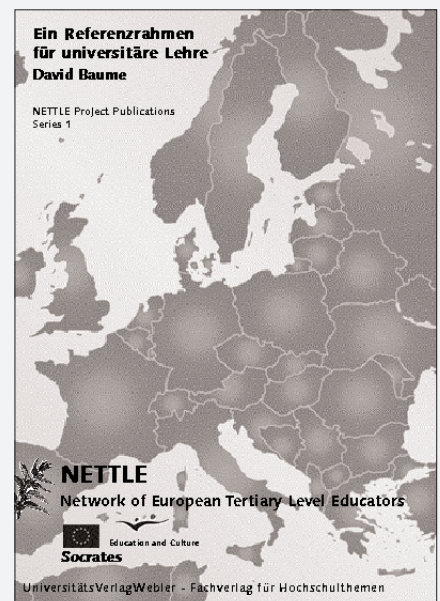 Ein Referenzrahmen
für universitäre Lehre
David Baume
NETTLE Project Publications
Series 1
NETTLE
Network of European Tertiary Level Educators
Education and Culture
Socrates
UniversitätsVerlagWebler - Fachverlag für Hochschulthemen